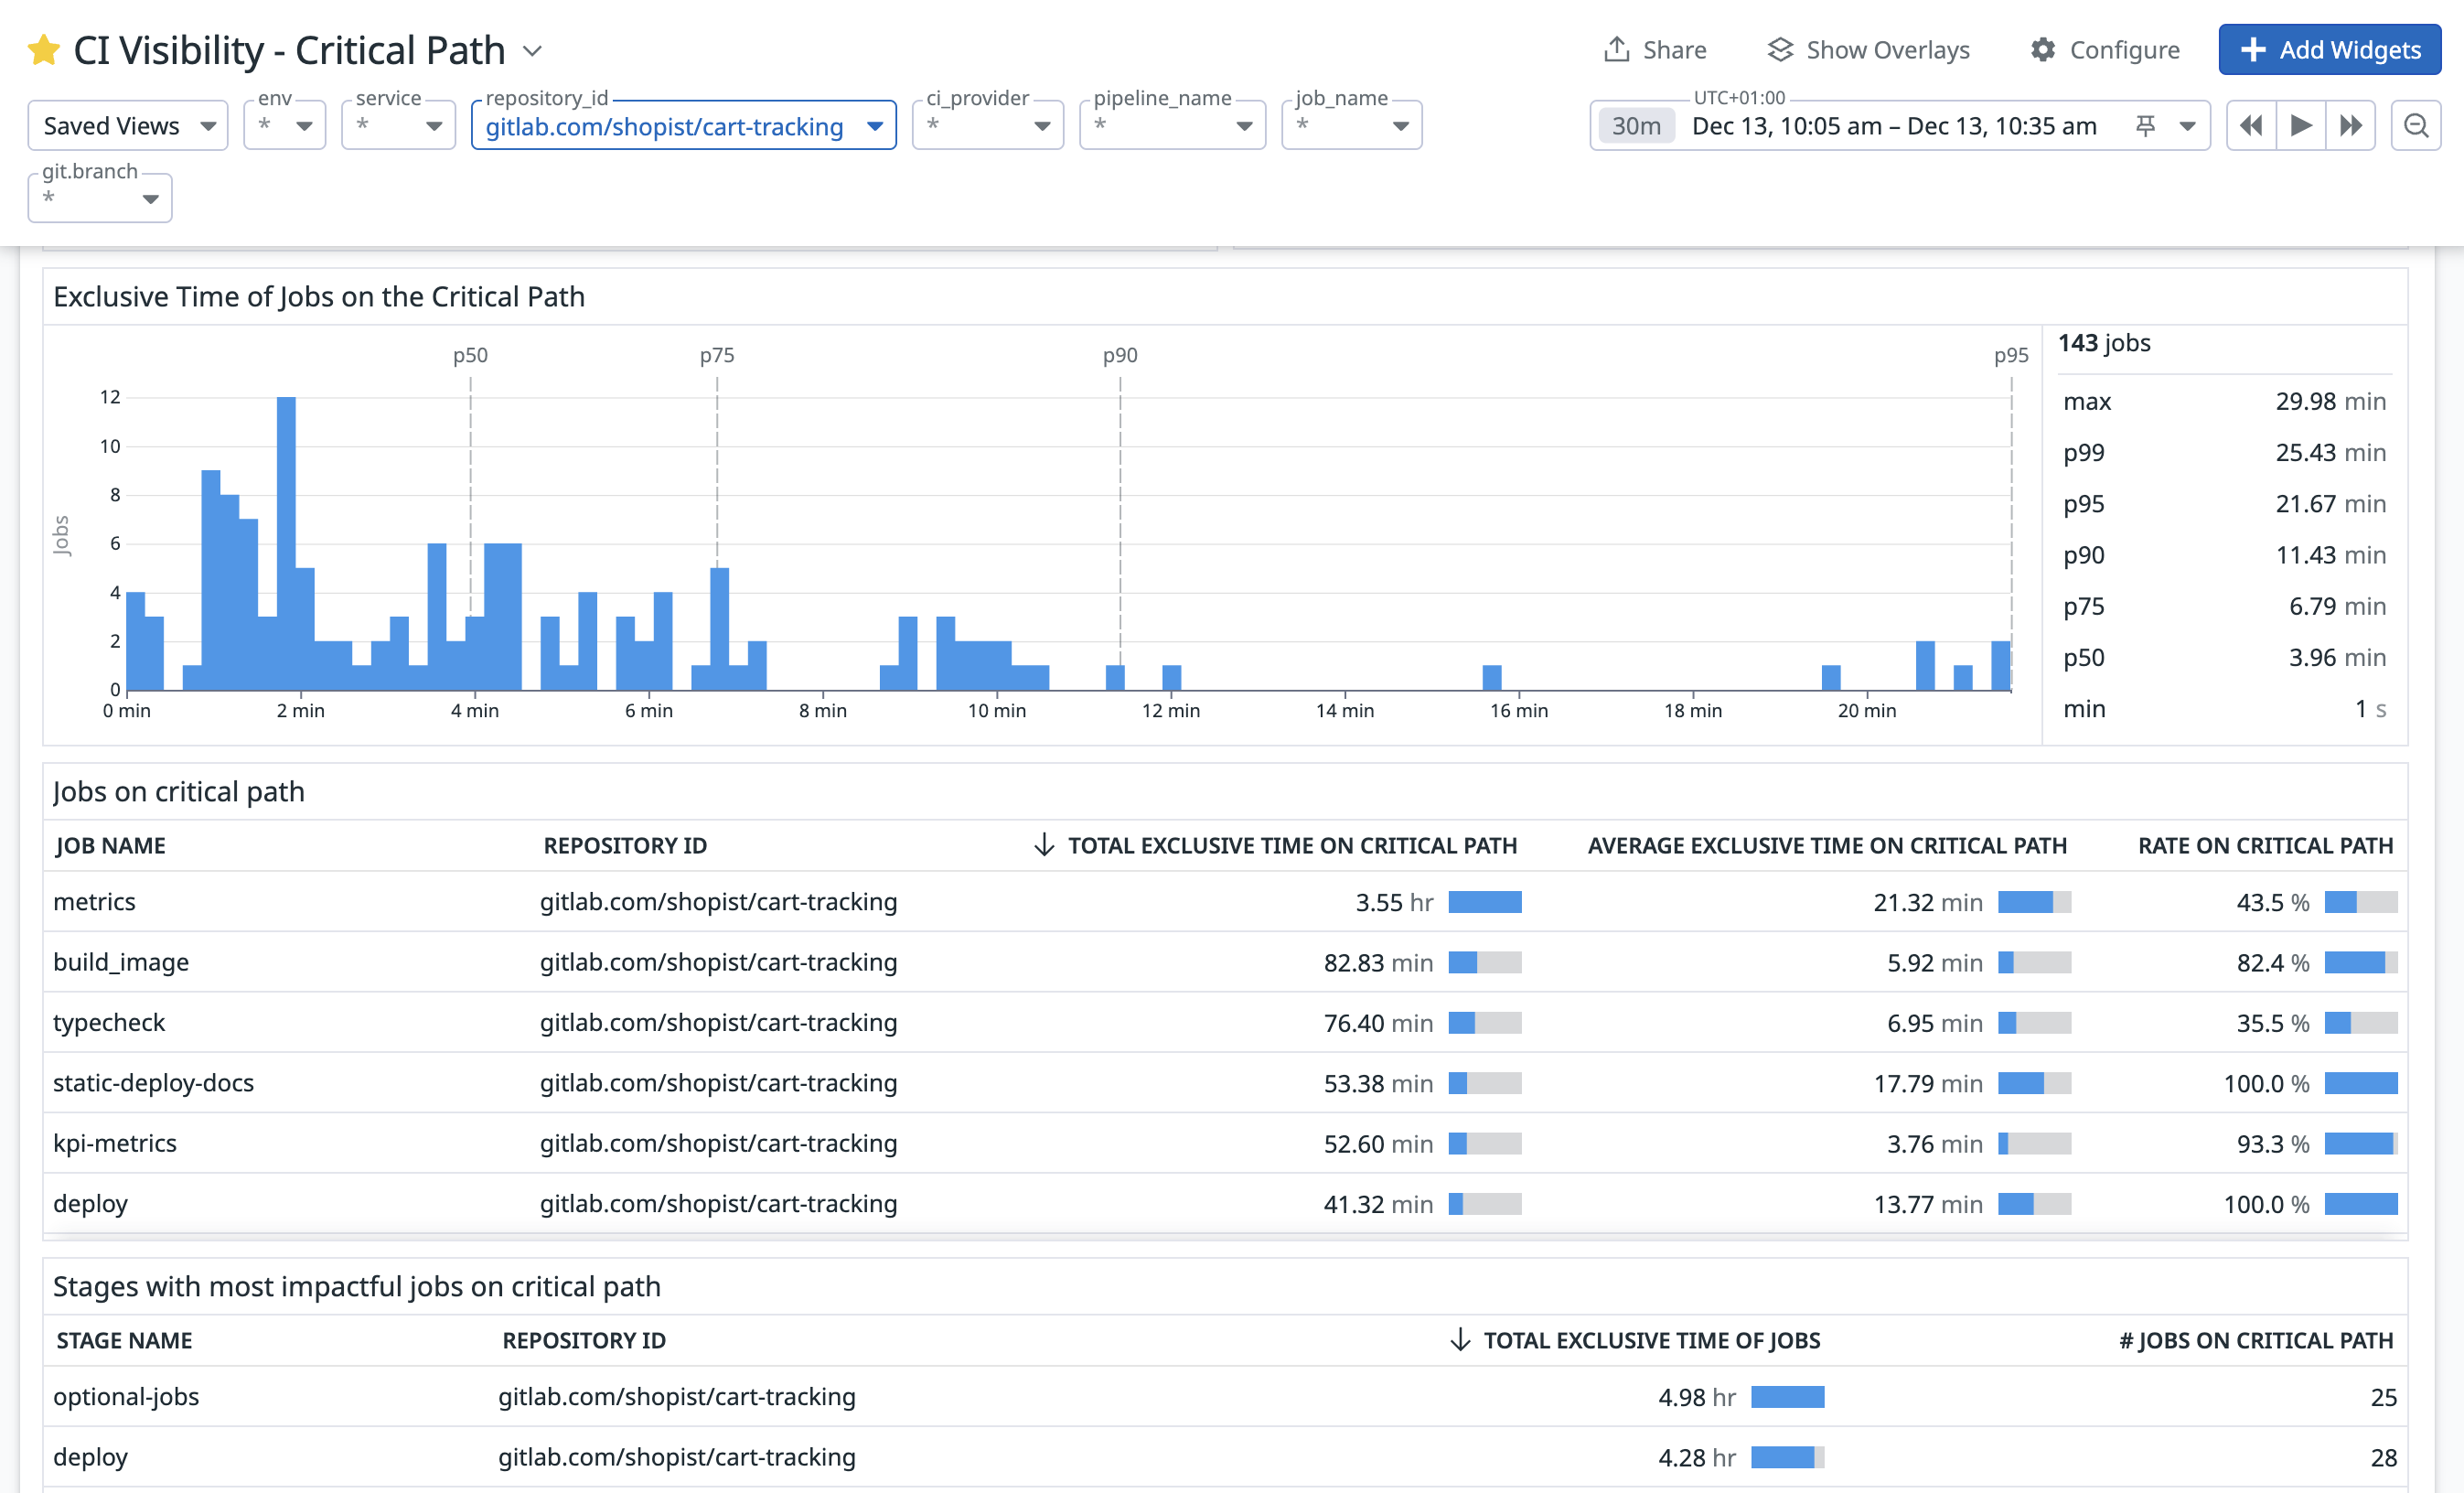 CI Visibility - Critical Path
Share
Show Overlays
Configure
Add Widgets
Saved Views
env
*
service
*
repository_id
gitlab.com/shopist/cart-tracking
ci_provider
*
pipeline_name
*
job_name
*
UTC+01:00
30m Dec 13, 10:05 am – Dec 13, 10:35 am
git.branch
*
Exclusive Time of Jobs on the Critical Path
p50 p75 p90 p95
Jobs
12
10
8
6
4
2
0
0 min 2 min 4 min 6 min 8 min 10 min 12 min 14 min 16 min 18 min 20 min
143 jobs
max 29.98 min
p99 25.43 min
p95 21.67 min
p90 11.43 min
p75 6.79 min
p50 3.96 min
min 1 s
Jobs on critical path
JOB NAME REPOSITORY ID TOTAL EXCLUSIVE TIME ON CRITICAL PATH AVERAGE EXCLUSIVE TIME ON CRITICAL PATH RATE ON CRITICAL PATH
metrics gitlab.com/shopist/cart-tracking 3.55 hr 21.32 min 43.5 %
build_image gitlab.com/shopist/cart-tracking 82.83 min 5.92 min 82.4 %
typecheck gitlab.com/shopist/cart-tracking 76.40 min 6.95 min 35.5 %
static-deploy-docs gitlab.com/shopist/cart-tracking 53.38 min 17.79 min 100.0 %
kpi-metrics gitlab.com/shopist/cart-tracking 52.60 min 3.76 min 93.3 %
deploy gitlab.com/shopist/cart-tracking 41.32 min 13.77 min 100.0 %
Stages with most impactful jobs on critical path
STAGE NAME REPOSITORY ID TOTAL EXCLUSIVE TIME OF JOBS # JOBS ON CRITICAL PATH
optional-jobs gitlab.com/shopist/cart-tracking 4.98 hr 25
deploy gitlab.com/shopist/cart-tracking 4.28 hr 28